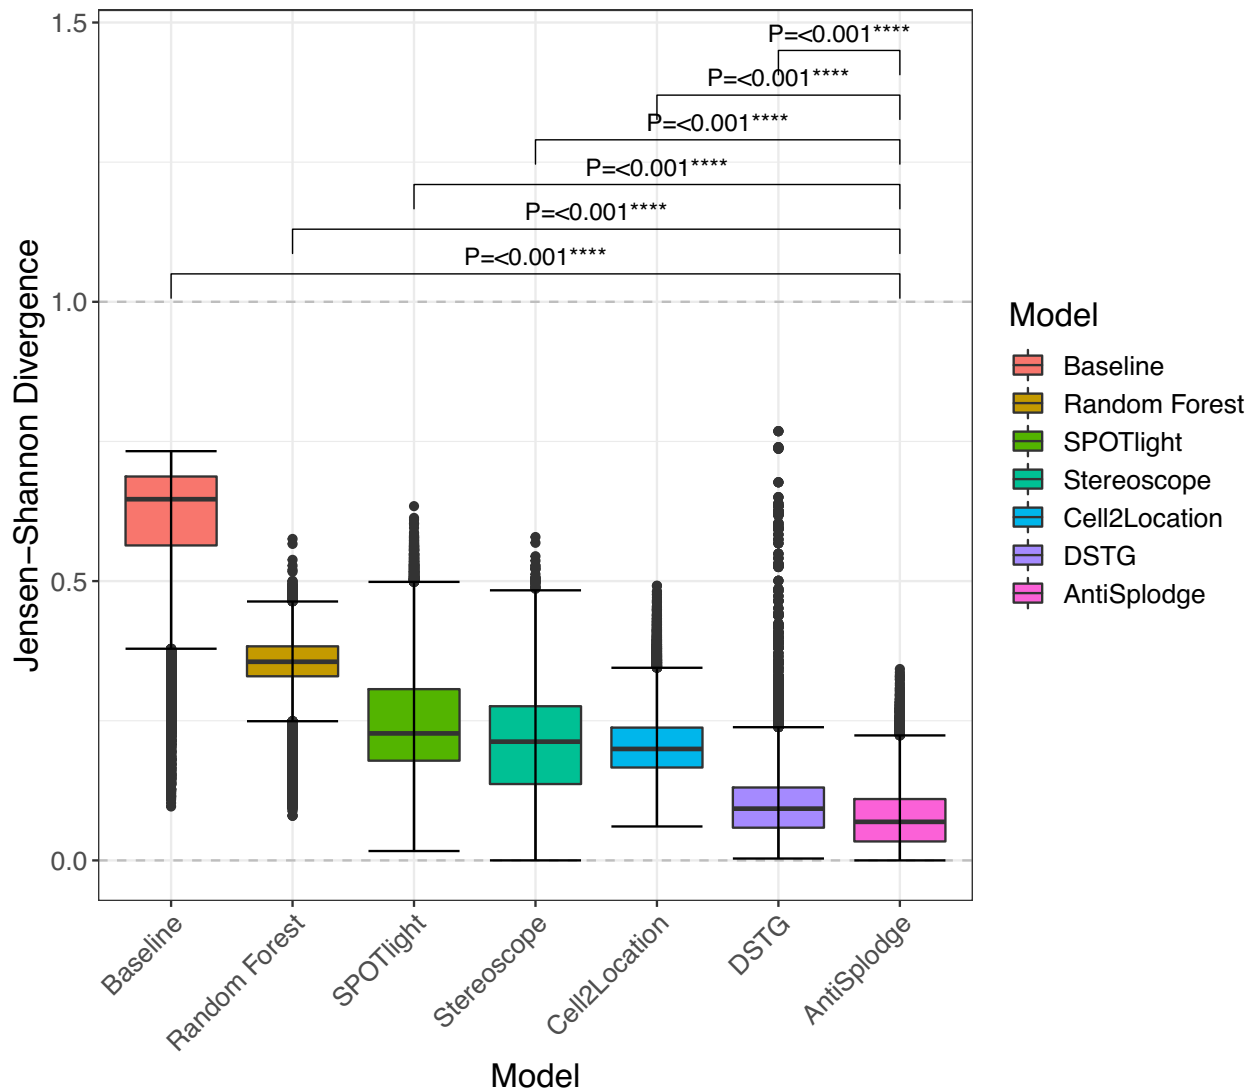 1.5
P=<0.001****
P=<0.001****
P=<0.001****
P=<0.001****
P=<0.001****
P=<0.001****
1.0
0.5
0.0
Jensen−Shannon Divergence
Baseline
Random Forest
SPOTlight
Stereoscope
Cell2Location
DSTG
AntiSplodge
Model
Model
Baseline
Random Forest
SPOTlight
Stereoscope
Cell2Location
DSTG
AntiSplodge